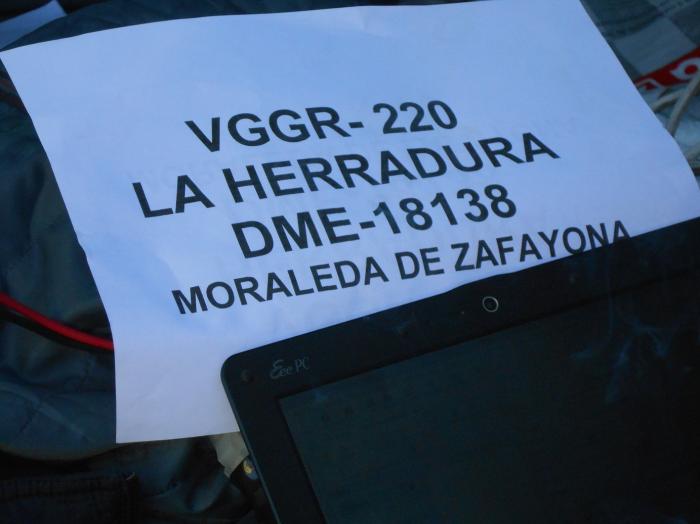 VGGR- 220
LA HERRADURA
DME-18138
MORALEDA DE ZAFAYONA
Eee PC